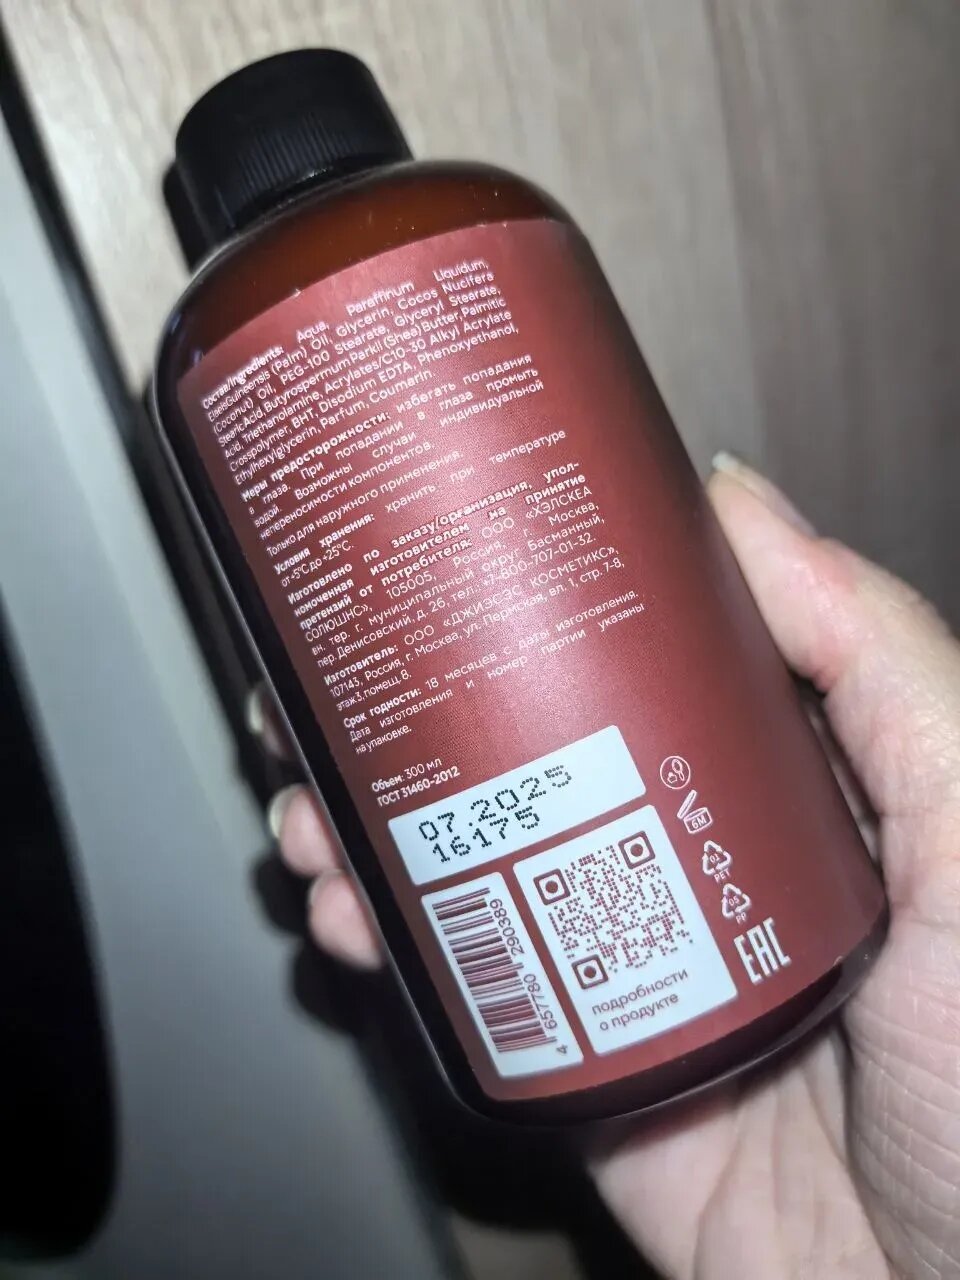 Состав/Ingredients: Aqua, Paraffinum Liquidum,
Elaeis Guineensis (Palm) Oil, Glycerin, Cocos Nucifera
(Coconut) Oil, PEG-100 Stearate, Glyceryl Stearate,
Stearic Acid, Butyrospermum Parkii (Shea) Butter, Palmitic
Acid, Triethanolamine, Acrylates/C10-30 Alkyl Acrylate
Crosspolymer, BHT, Disodium EDTA, Phenoxyethanol,
Ethylhexylglycerin, Parfum, Coumarin.
Меры предосторожности: избегать попадания
в глаза. При попадании в глаза промыть
водой. Возможны случаи индивидуальной
непереносимости компонентов.
Только для наружного применения.
Условия хранения: хранить при температуре
от +5°С до +25°С.
Изготовлено по заказу/организация, упол-
номоченная изготовителем на принятие
претензий от потребителя: ООО «ХЭЛСКЕА
СОЛЮШНС», 105005, Россия, г. Москва,
вн. тер. г. муниципальный округ Басманный,
пер. Денисовский, д. 26, тел.: 7-800-707-01-32.
Изготовитель: ООО «ДЖИЭСЭС КОСМЕТИКС»,
107143, Россия, г. Москва, ул. Пермская, вл. 1, стр. 7-8,
этаж 3, помещ. 8.
Срок годности: 18 месяцев с даты изготовления.
Дата изготовления и номер партии указаны
на упаковке.
Объем: 300 мл
ГОСТ 31460-2012
07.2025
16175
4 657780 290389
подробности
о продукте
6M
01
PET
05
PP
EAC